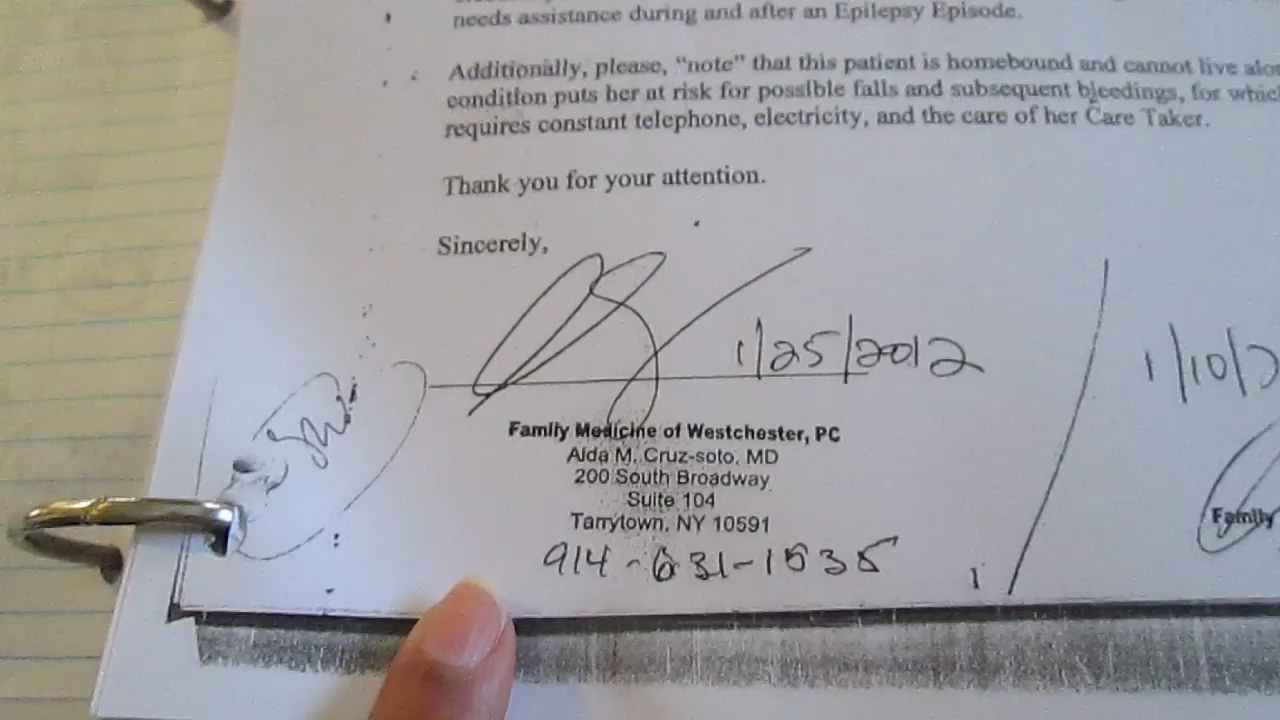 needs assistance during and after an Epilepsy Episode.
Additionally, please, “note” that this patient is homebound and cannot live
condition puts her at risk for possible falls and subsequent bleedings, for
requires constant telephone, electricity, and the care of her Care Taker.
Thank you for your attention.
Sincerely,
1/25/2012
1/10/
Family Medicine of Westchester, PC
Aida M. Cruz-soto, MD
200 South Broadway
Suite 104
Tarrytown, NY 10591
914-631-1535
Family